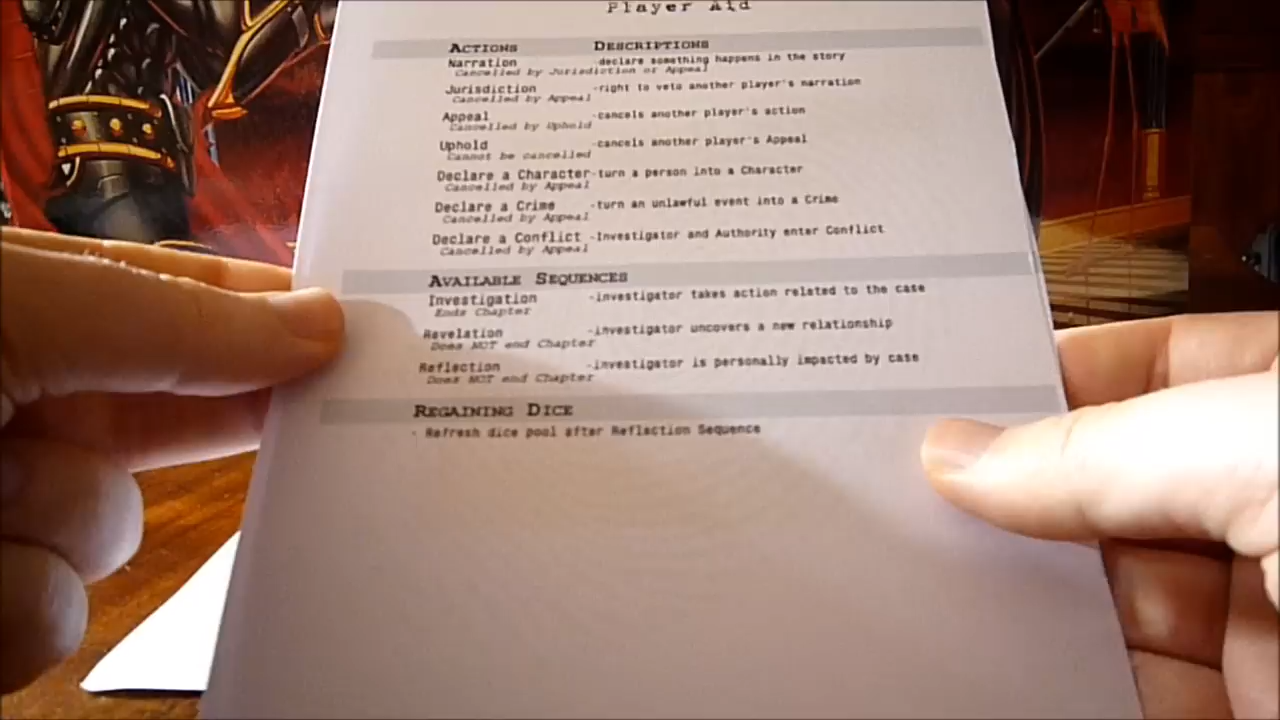 Player Aid
Actions Descriptions
Narration -declare something happens in the story
Cancelled by Jurisdiction or Appeal
Jurisdiction -right to veto another player's narration
Cancelled by Appeal
Appeal -cancels another player's action
Cancelled by Uphold
Uphold -cancels another player's Appeal
Cannot be cancelled
Declare a Character -turn a person into a Character
Cancelled by Appeal
Declare a Crime -turn an unlawful event into a Crime
Cancelled by Appeal
Declare a Conflict -Investigator and Authority enter Conflict
Cancelled by Appeal
Available Sequences
Investigation -investigator takes action related to the case
Ends Chapter
Revelation -investigator uncovers a new relationship
Does NOT end Chapter
Reflection -investigator is personally impacted by case
Does NOT end Chapter
Regaining Dice
- Refresh dice pool after Reflection Sequence